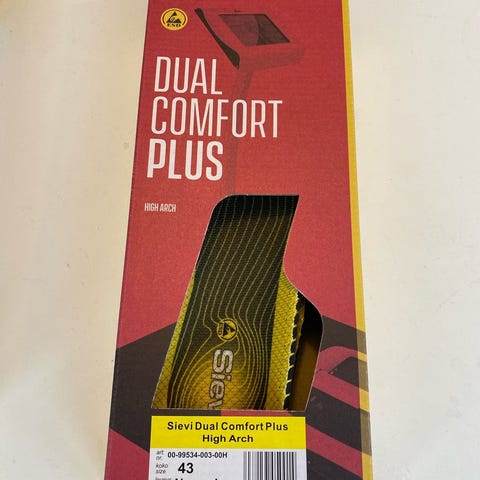 ESD
DUAL
COMFORT
PLUS
HIGH ARCH
Siev
Sievi Dual Comfort Plus
High Arch
art.
nr. 00-99534-003-00H
koko
size 43